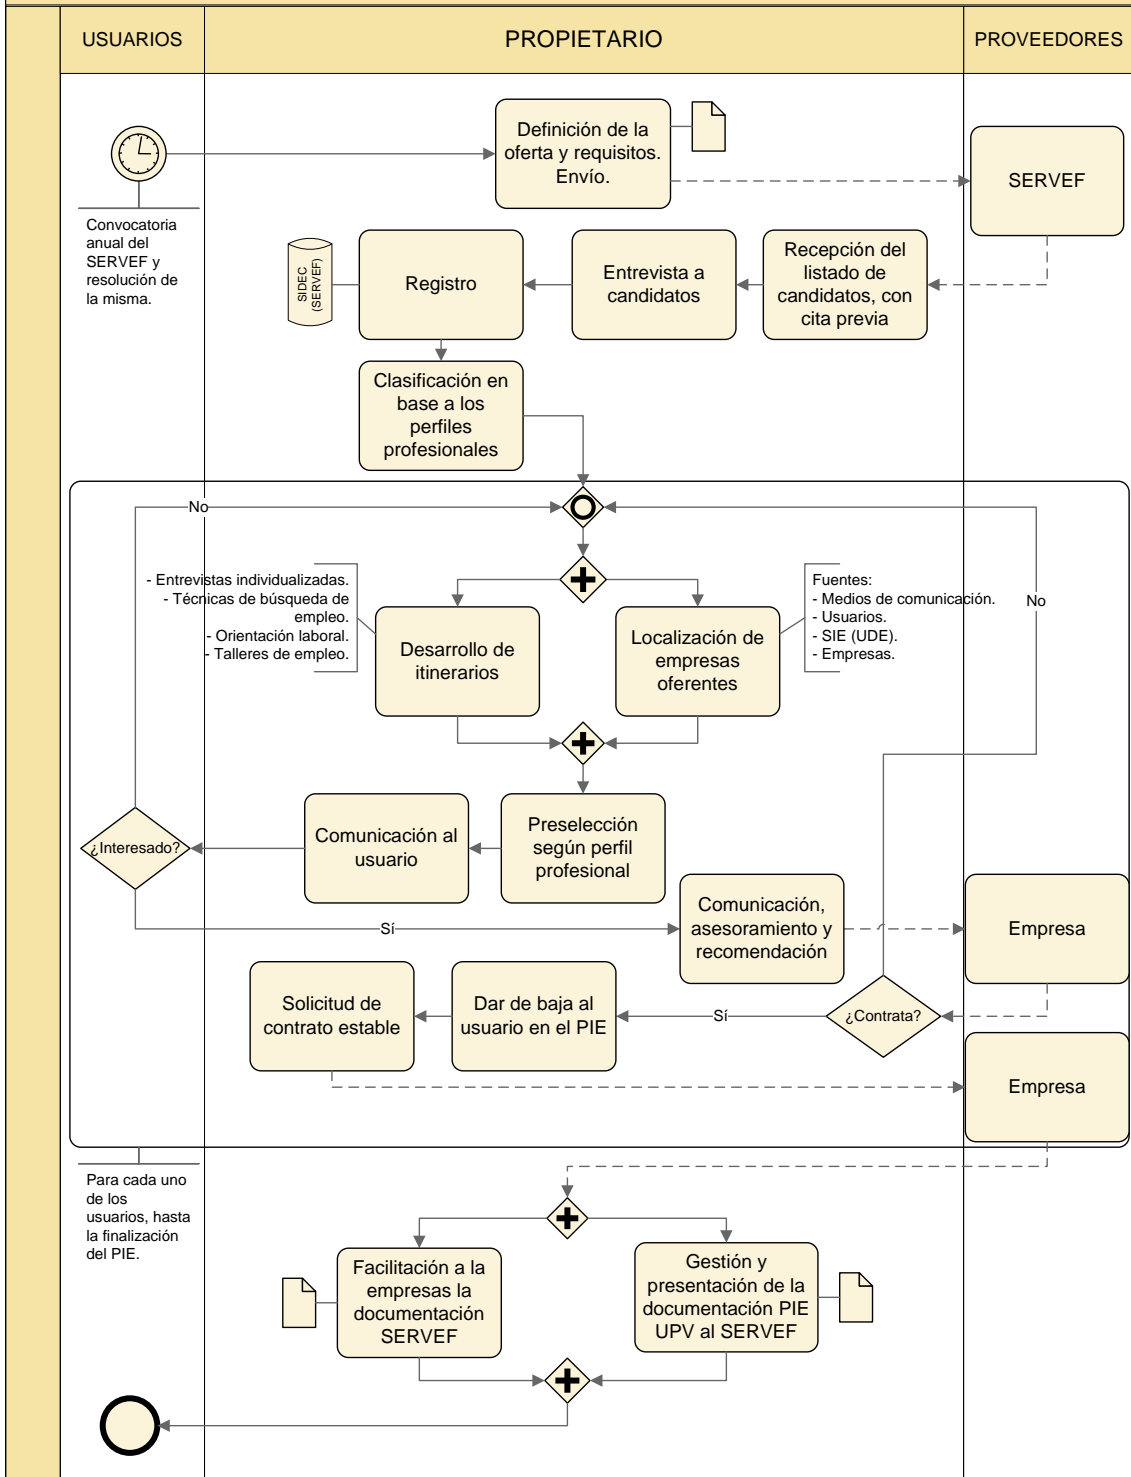 USUARIOS
PROPIETARIO
PROVEEDORES
Definición de la
oferta y requisitos.
Envío.
SERVEF
Convocatoria
anual del
SERVEF y
resolución de
la misma.
SIDEC
(SERVEF)
Registro
Entrevista a
candidatos
Recepción del
listado de
candidatos, con
cita previa
Clasificación en
base a los
perfiles
profesionales
No
- Entrevistas individualizadas.
- Técnicas de búsqueda de
empleo.
- Orientación laboral.
- Talleres de empleo.
Desarrollo de
itinerarios
Localización de
empresas
oferentes
Fuentes:
- Medios de comunicación.
- Usuarios.
- SIE (UDE).
- Empresas.
No
¿Interesado?
Comunicación al
usuario
Preselección
según perfil
profesional
Sí
Comunicación,
asesoramiento y
recomendación
Empresa
Solicitud de
contrato estable
Dar de baja al
usuario en el PIE
Sí
¿Contrata?
Empresa
Para cada uno
de los
usuarios, hasta
la finalización
del PIE.
Facilitación a la
empresas la
documentación
SERVEF
Gestión y
presentación de la
documentación PIE
UPV al SERVEF